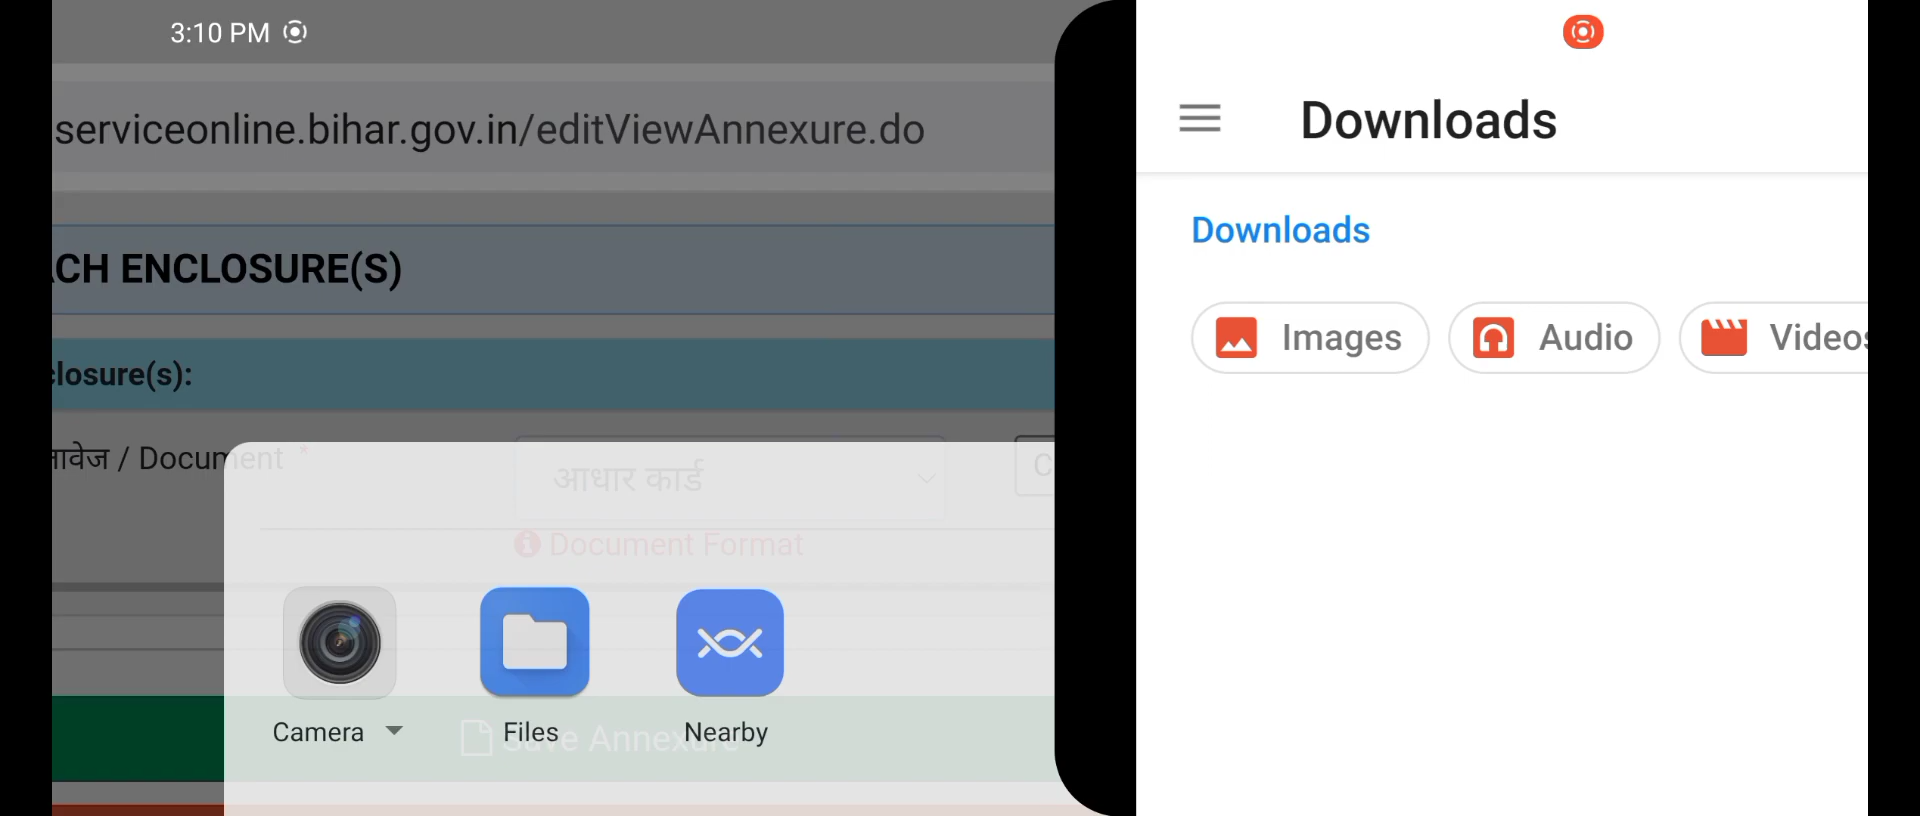 3:10 PM
serviceonline.bihar.gov.in/editViewAnnexure.do
CH ENCLOSURE(S)
closure(s):
/ Document *
आधार कार्ड
C
Document Format
Camera
Files
Nearby
Save Annexure
Downloads
Downloads
Images
Audio
Videos